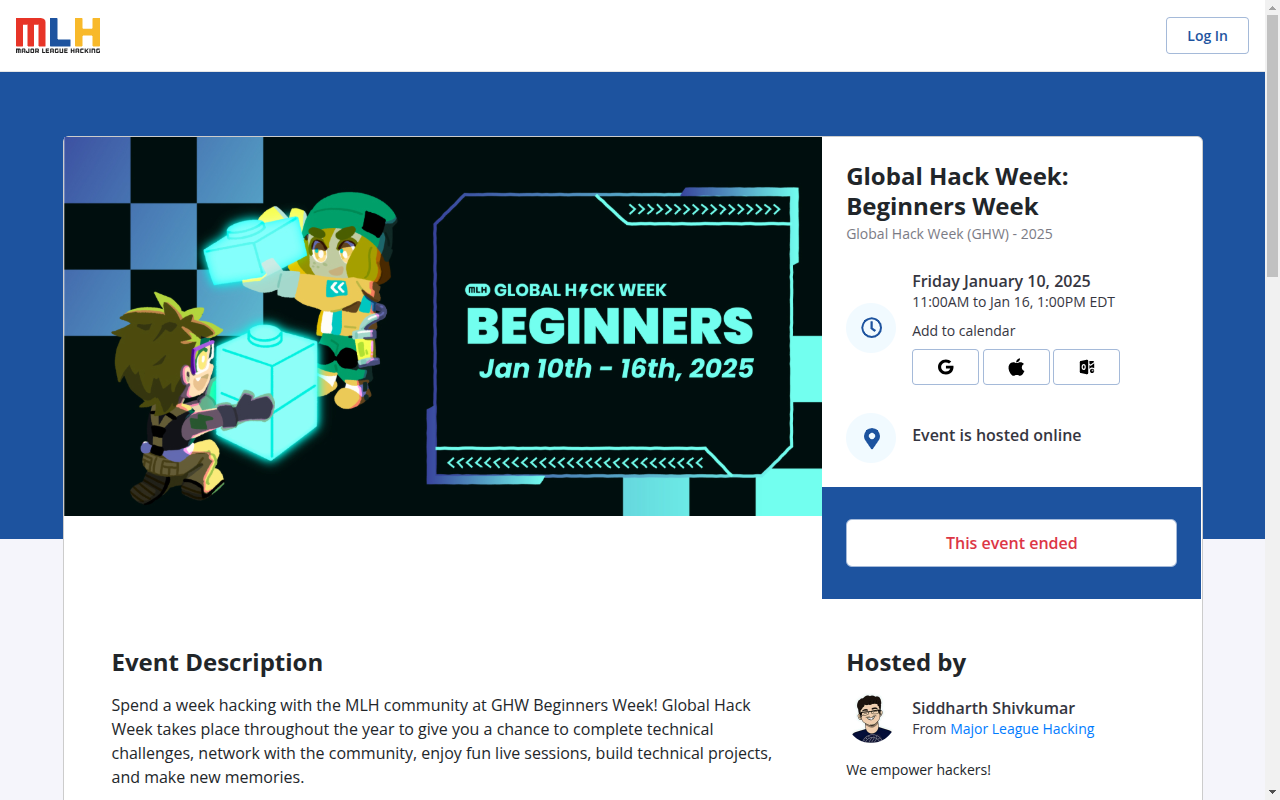 MLH
MAJOR LEAGUE HACKING
Log In
MLH GLOBAL HACK WEEK
BEGINNERS
Jan 10th - 16th, 2025
Global Hack Week:
Beginners Week
Global Hack Week (GHW) - 2025
Friday January 10, 2025
11:00AM to Jan 16, 1:00PM EDT
Add to calendar
Event is hosted online
This event ended
Event Description
Spend a week hacking with the MLH community at GHW Beginners Week! Global Hack
Week takes place throughout the year to give you a chance to complete technical
challenges, network with the community, enjoy fun live sessions, build technical projects,
and make new memories.
Hosted by
Siddharth Shivkumar
From Major League Hacking
We empower hackers!